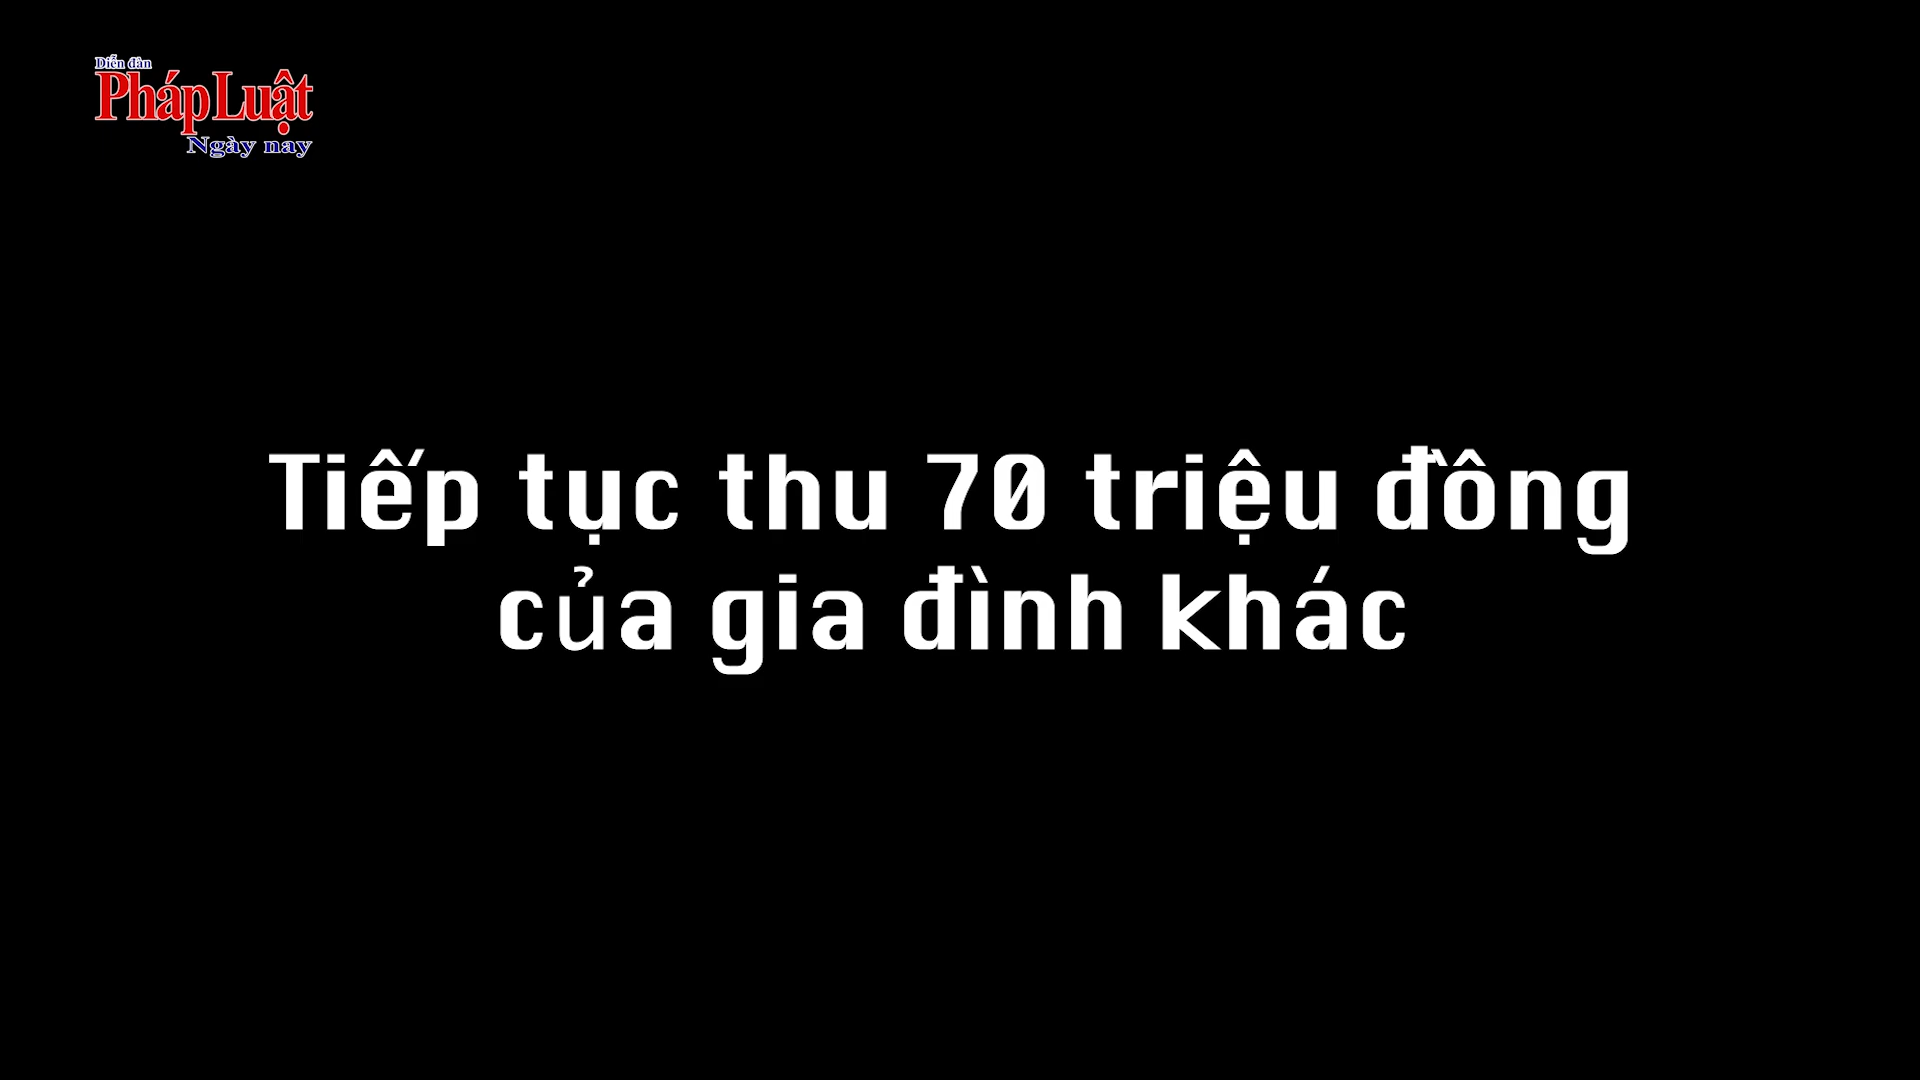 Diễn đàn
Pháp Luật
Ngày nay
Tiếp tục thu 70 triệu đồng
của gia đình khác